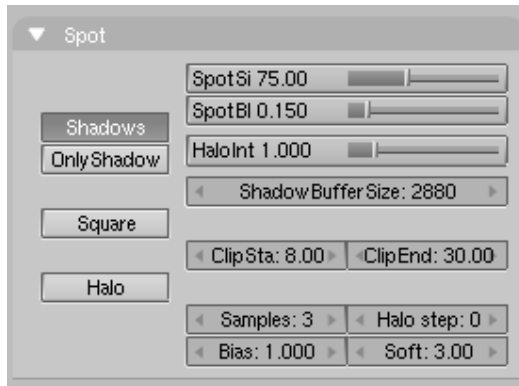 Spot
SpotSi 75.00
SpotBl 0.150
Shadows
OnlyShadow
HaloInt 1.000
ShadowBufferSize: 2880
Square
ClipSta: 8.00
ClipEnd: 30.00
Halo
Samples: 3
Halo step: 0
Bias: 1.000
Soft: 3.00